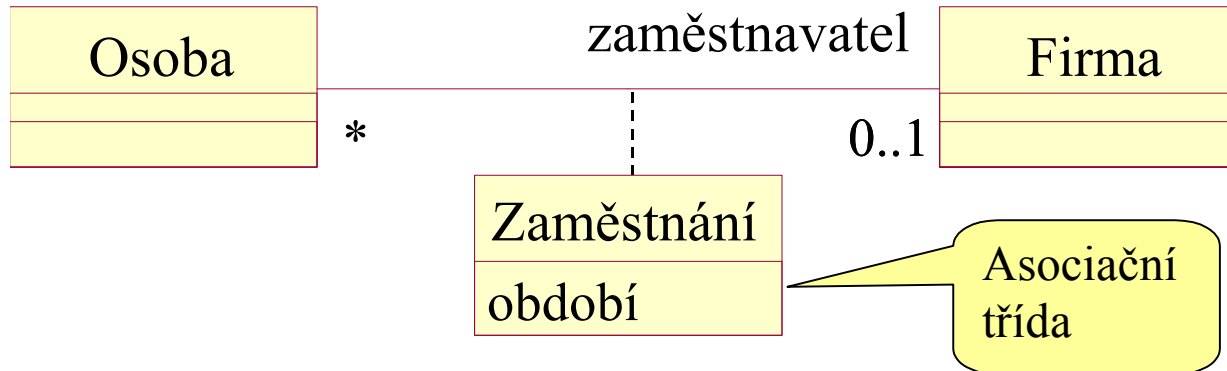 Osoba
zaměstnavatel
Firma
*
0..1
Zaměstnání
období
Asociační
třída